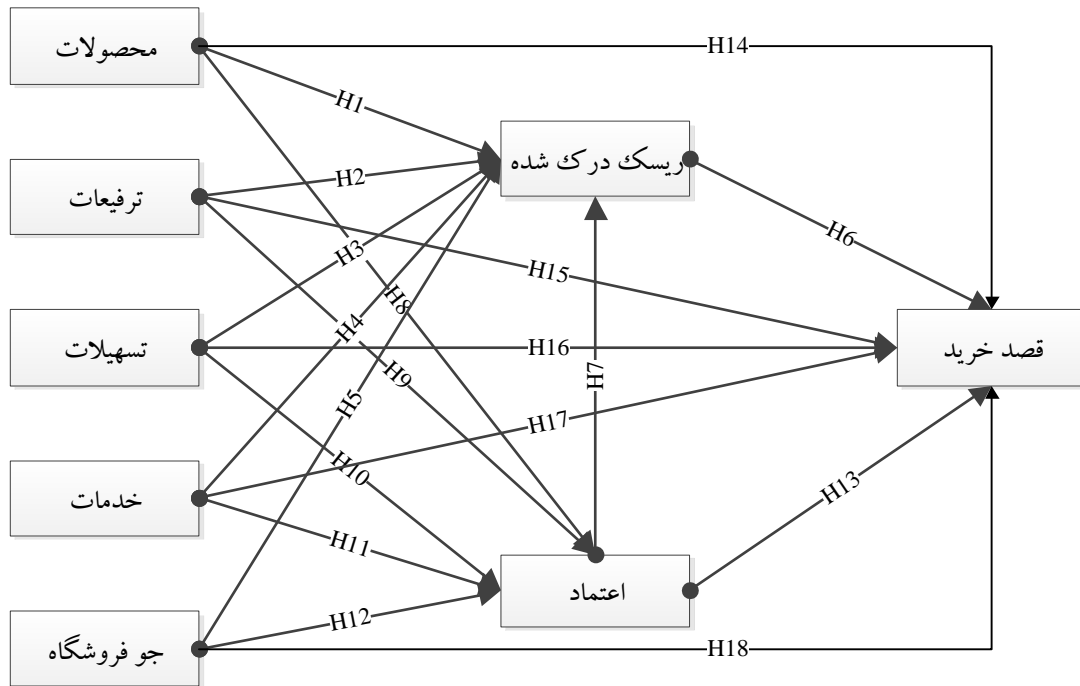 محصولات
H14
H1
ریسک درک شده
ترفیعات
H2
H6
H3
H15
H8
تسهیلات
H4
H16
قصد خرید
H9
H7
H5
H17
H10
H13
خدمات
H11
اعتماد
H12
جو فروشگاه
H18